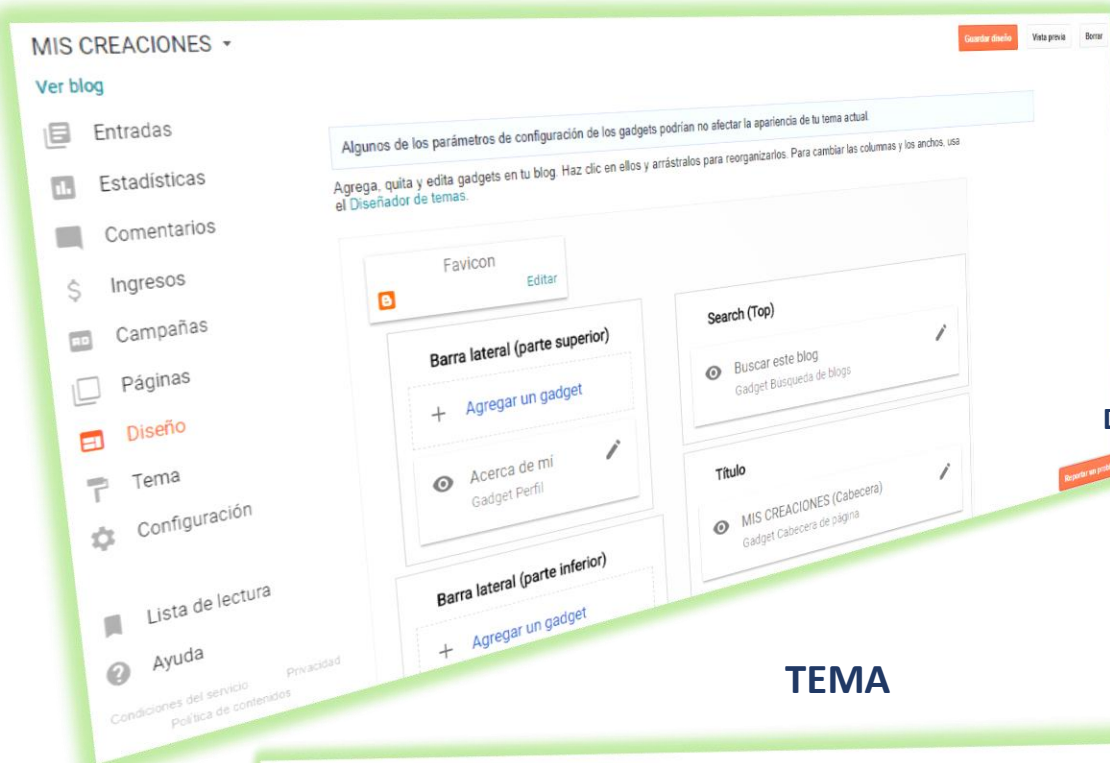 MIS CREACIONES
Ver blog
Entradas
Estadísticas
Comentarios
Ingresos
Campañas
Páginas
Diseño
Tema
Configuración
Lista de lectura
Ayuda
Condiciones del servicio Privacidad
Política de contenidos
Guardar diseño Vista previa Borrar
Algunos de los parámetros de configuración de los gadgets podrían no afectar la apariencia de tu tema actual.
Agrega, quita y edita gadgets en tu blog. Haz clic en ellos y arrástralos para reorganizarlos. Para cambiar las columnas y los anchos, usa
el Diseñador de temas.
Favicon
Editar
Barra lateral (parte superior)
+ Agregar un gadget
Acerca de mí
Gadget Perfil
Barra lateral (parte inferior)
+ Agregar un gadget
Search (Top)
Buscar este blog
Gadget Búsqueda de blogs
Título
MIS CREACIONES (Cabecera)
Gadget Cabecera de página
D
Reportar un
TEMA